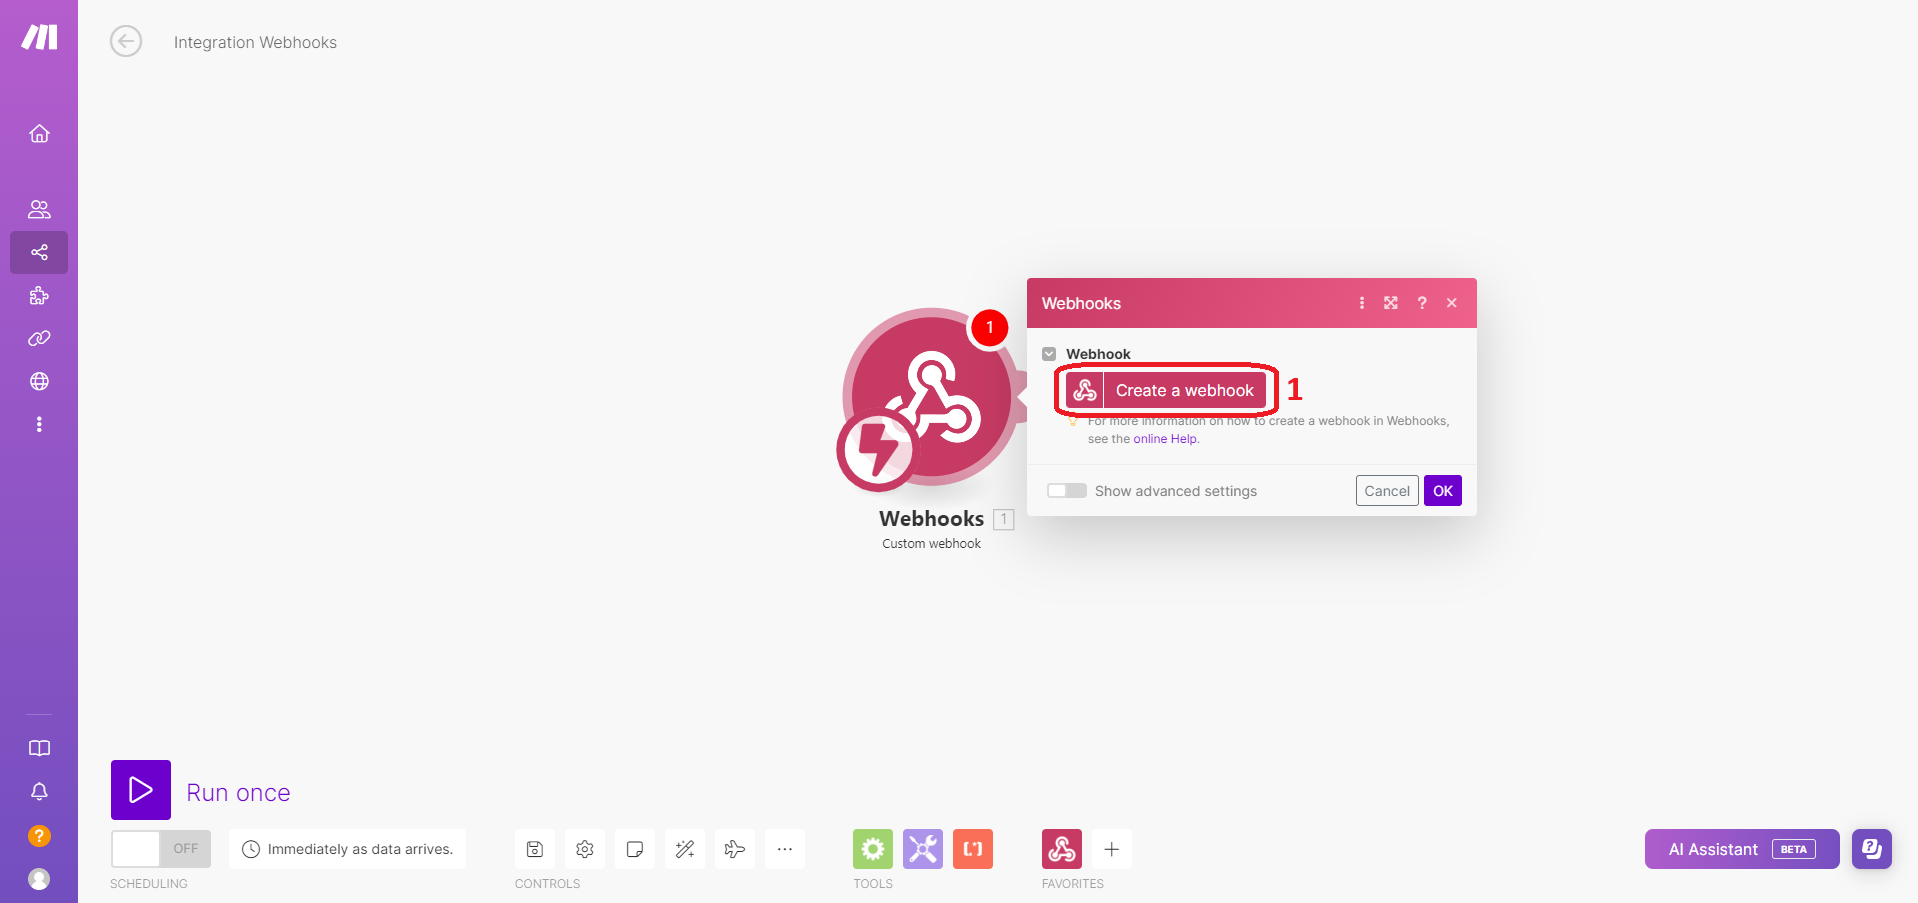 Integration Webhooks
1
Webhooks
?
Webhook
Create a webhook
1
For more information on how to create a webhook in Webhooks,
see the online Help.
Show advanced settings
Cancel
OK
Webhooks 1
Custom webhook
Run once
OFF
Immediately as data arrives.
SCHEDULING
CONTROLS
TOOLS
FAVORITES
AI Assistant BETA
?
?